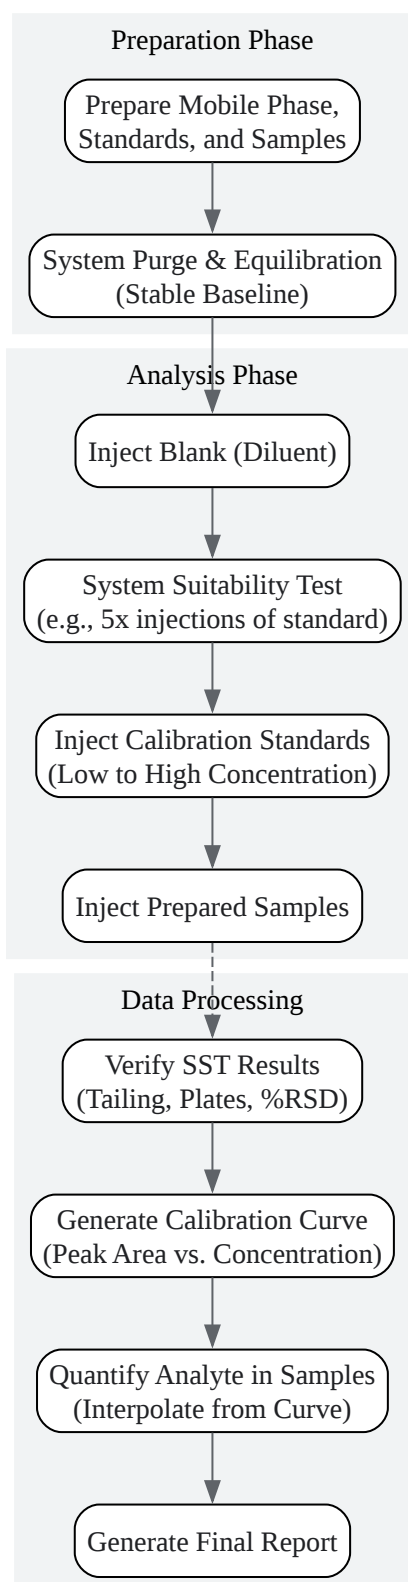 Preparation Phase
Prepare Mobile Phase,
Standards, and Samples
System Purge & Equilibration
(Stable Baseline)
Analysis Phase
Inject Blank (Diluent)
System Suitability Test
(e.g., 5x injections of standard)
Inject Calibration Standards
(Low to High Concentration)
Inject Prepared Samples
Data Processing
Verify SST Results
(Tailing, Plates, %RSD)
Generate Calibration Curve
(Peak Area vs. Concentration)
Quantify Analyte in Samples
(Interpolate from Curve)
Generate Final Report